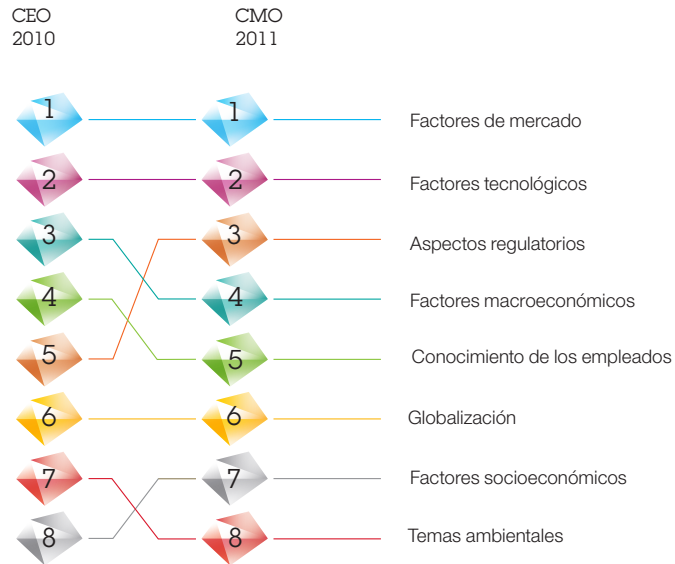 CEO CMO
2010 2011
1 1 Factores de mercado
2 2 Factores tecnológicos
3 3 Aspectos regulatorios
4 4 Factores macroeconómicos
5 5 Conocimiento de los empleados
6 6 Globalización
7 7 Factores socioeconómicos
8 8 Temas ambientales